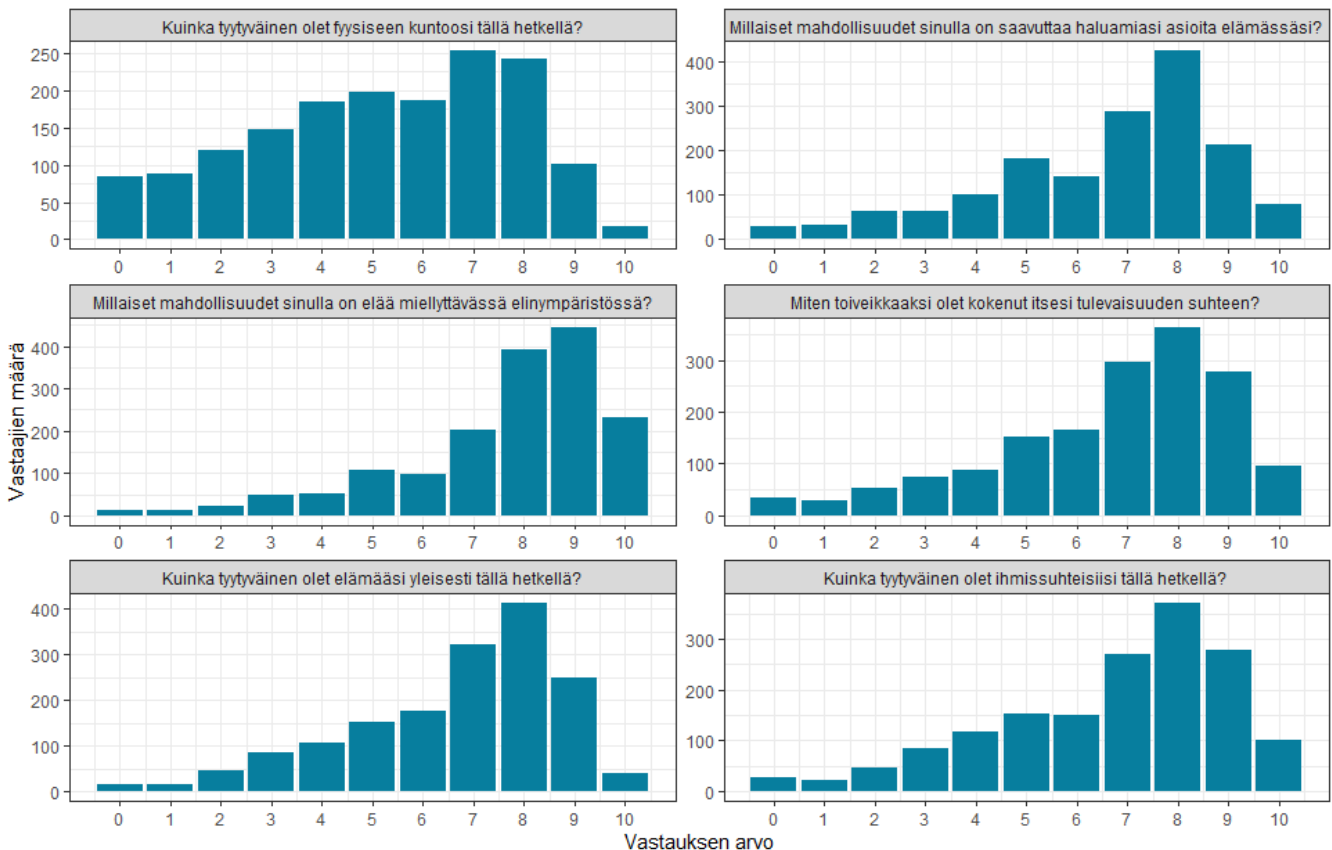 Kuinka tyytyväinen olet fyysiseen kuntoosi tällä hetkellä?
250
200
150
100
50
0
0 1 2 3 4 5 6 7 8 9 10
Millaiset mahdollisuudet sinulla on saavuttaa haluamiasi asioita elämässäsi?
400
300
200
100
0
0 1 2 3 4 5 6 7 8 9 10
Vastaajien määrä
Millaiset mahdollisuudet sinulla on elää miellyttävässä elinympäristössä?
400
300
200
100
0
0 1 2 3 4 5 6 7 8 9 10
Miten toiveikkaaksi olet kokenut itsesi tulevaisuuden suhteen?
300
200
100
0
0 1 2 3 4 5 6 7 8 9 10
Kuinka tyytyväinen olet elämääsi yleisesti tällä hetkellä?
400
300
200
100
0
0 1 2 3 4 5 6 7 8 9 10
Kuinka tyytyväinen olet ihmissuhteisiisi tällä hetkellä?
300
200
100
0
0 1 2 3 4 5 6 7 8 9 10
Vastauksen arvo